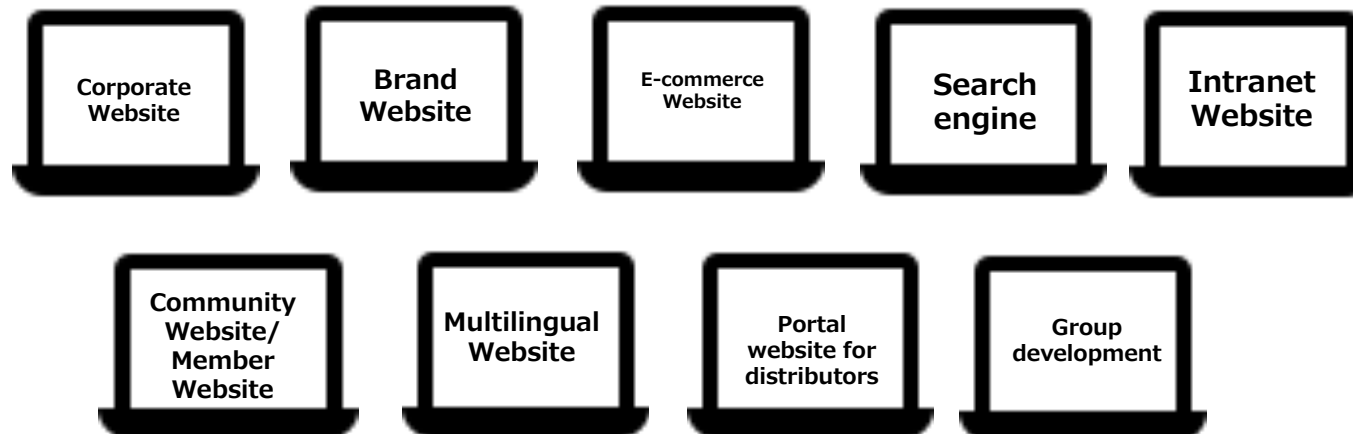 Corporate
Website
Brand
Website
E-commerce
Website
Search
engine
Intranet
Website
Community
Website/
Member
Website
Multilingual
Website
Portal
website for
distributors
Group
development